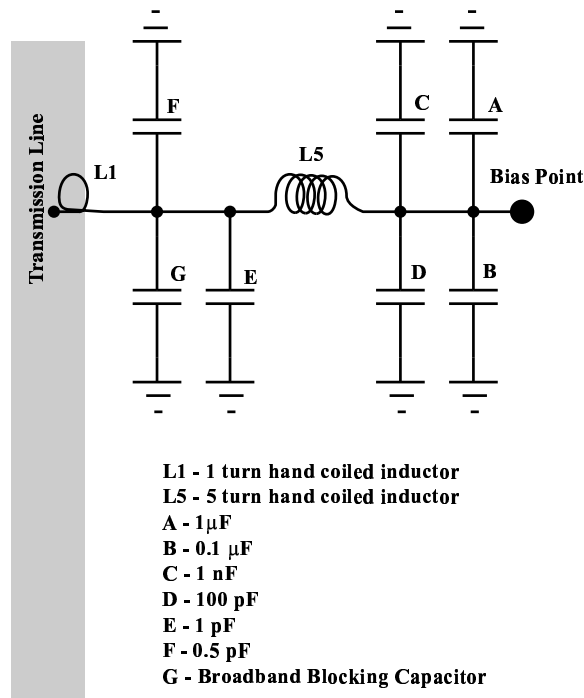 F
C
A
L1
L5
Bias Point
Transmission Line
G
E
D
B
L1 - 1 turn hand coiled inductor
L5 - 5 turn hand coiled inductor
A - 1μF
B - 0.1 μF
C - 1 nF
D - 100 pF
E - 1 pF
F - 0.5 pF
G - Broadband Blocking Capacitor